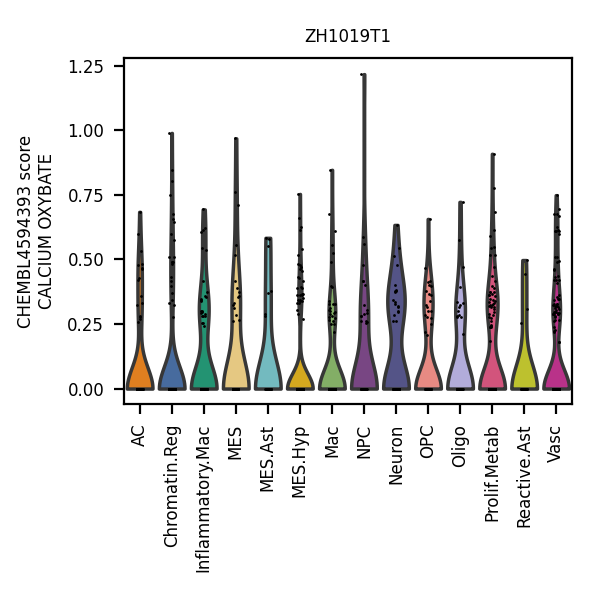 ZH1019T1
CHEMBL4594393 score
CALCIUM OXYBATE
1.25
1.00
0.75
0.50
0.25
0.00
AC
Chromatin.Reg
Inflammatory.Mac
MES
MES.Ast
MES.Hyp
Mac
NPC
Neuron
OPC
Oligo
Prolif.Metab
Reactive.Ast
Vasc